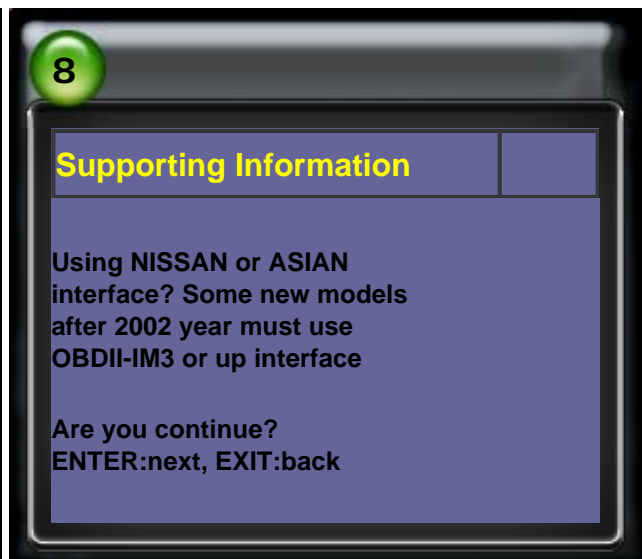 8
Supporting Information
Using NISSAN or ASIAN
interface? Some new models
after 2002 year must use
OBDII-IM3 or up interface
Are you continue?
ENTER:next, EXIT:back